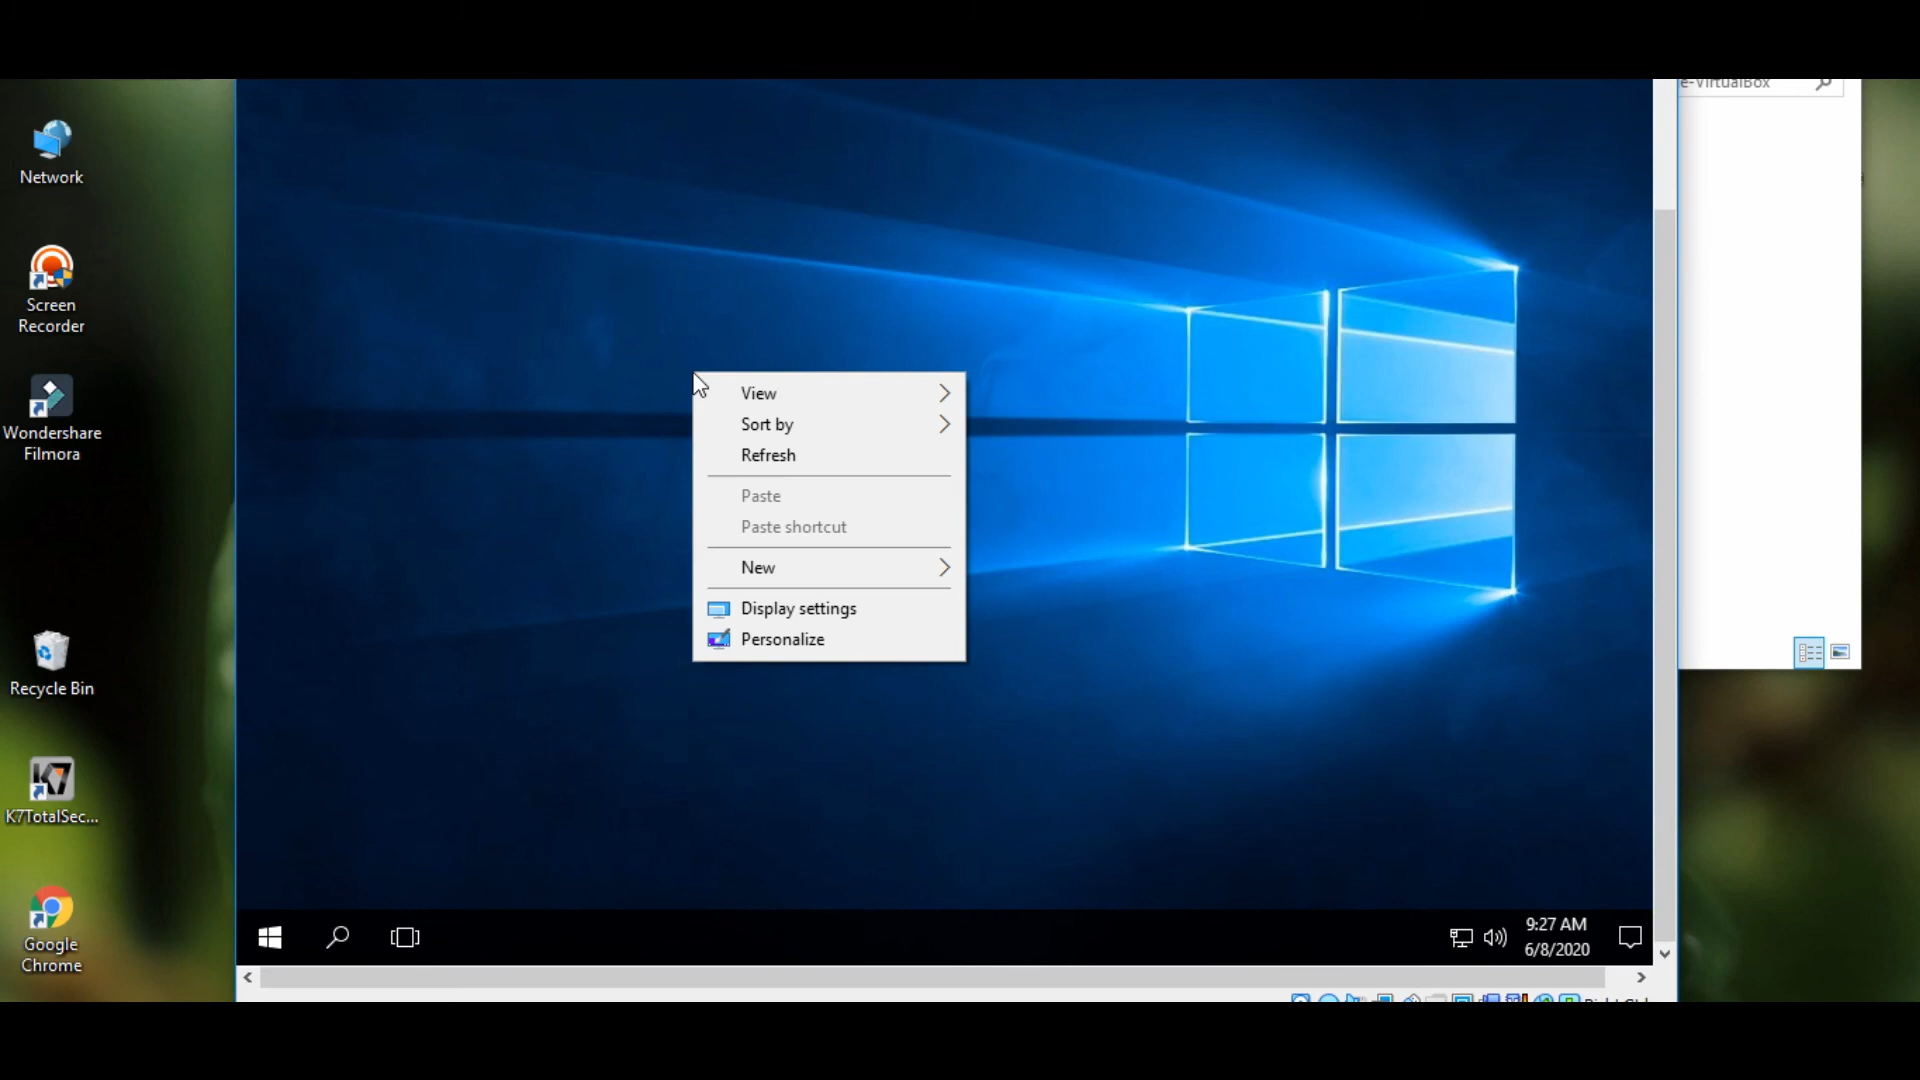 e-VirtualBox
Network
Screen
Recorder
Wondershare
Filmora
Recycle Bin
K7TotalSec...
Google
Chrome
View
Sort by
Refresh
Paste
Paste shortcut
New
Display settings
Personalize
9:27 AM
6/8/2020